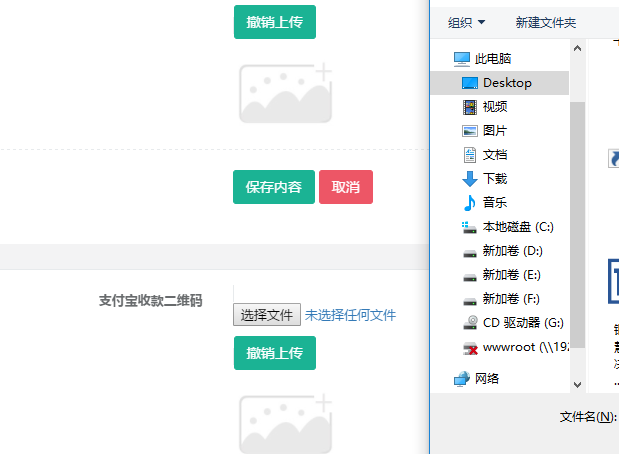 撤销上传
保存内容 取消
支付宝收款二维码
选择文件 未选择任何文件
撤销上传
组织 新建文件夹
此电脑
Desktop
视频
图片
文档
下载
音乐
本地磁盘 (C:)
新加卷 (D:)
新加卷 (E:)
新加卷 (F:)
CD 驱动器 (G:)
wwwroot (\\192
网络
文件名(N):